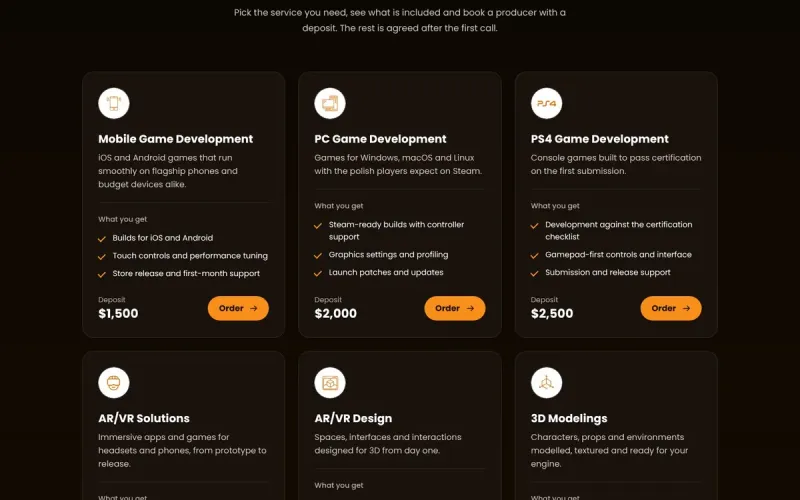 Pick the service you need, see what is included and book a producer with a
deposit. The rest is agreed after the first call.
Mobile Game Development
iOS and Android games that run
smoothly on flagship phones and
budget devices alike.
What you get
Builds for iOS and Android
Touch controls and performance tuning
Store release and first-month support
Deposit
$1,500
Order
PC Game Development
Games for Windows, macOS and Linux
with the polish players expect on Steam.
What you get
Steam-ready builds with controller
support
Graphics settings and profiling
Launch patches and updates
Deposit
$2,000
Order
PS4
PS4 Game Development
Console games built to pass certification
on the first submission.
What you get
Development against the certification
checklist
Gamepad-first controls and interface
Submission and release support
Deposit
$2,500
Order
AR/VR Solutions
Immersive apps and games for
headsets and phones, from prototype to
release.
What you get
AR/VR Design
Spaces, interfaces and interactions
designed for 3D from day one.
What you get
3D Modelings
Characters, props and environments
modelled, textured and ready for your
engine.
What you get